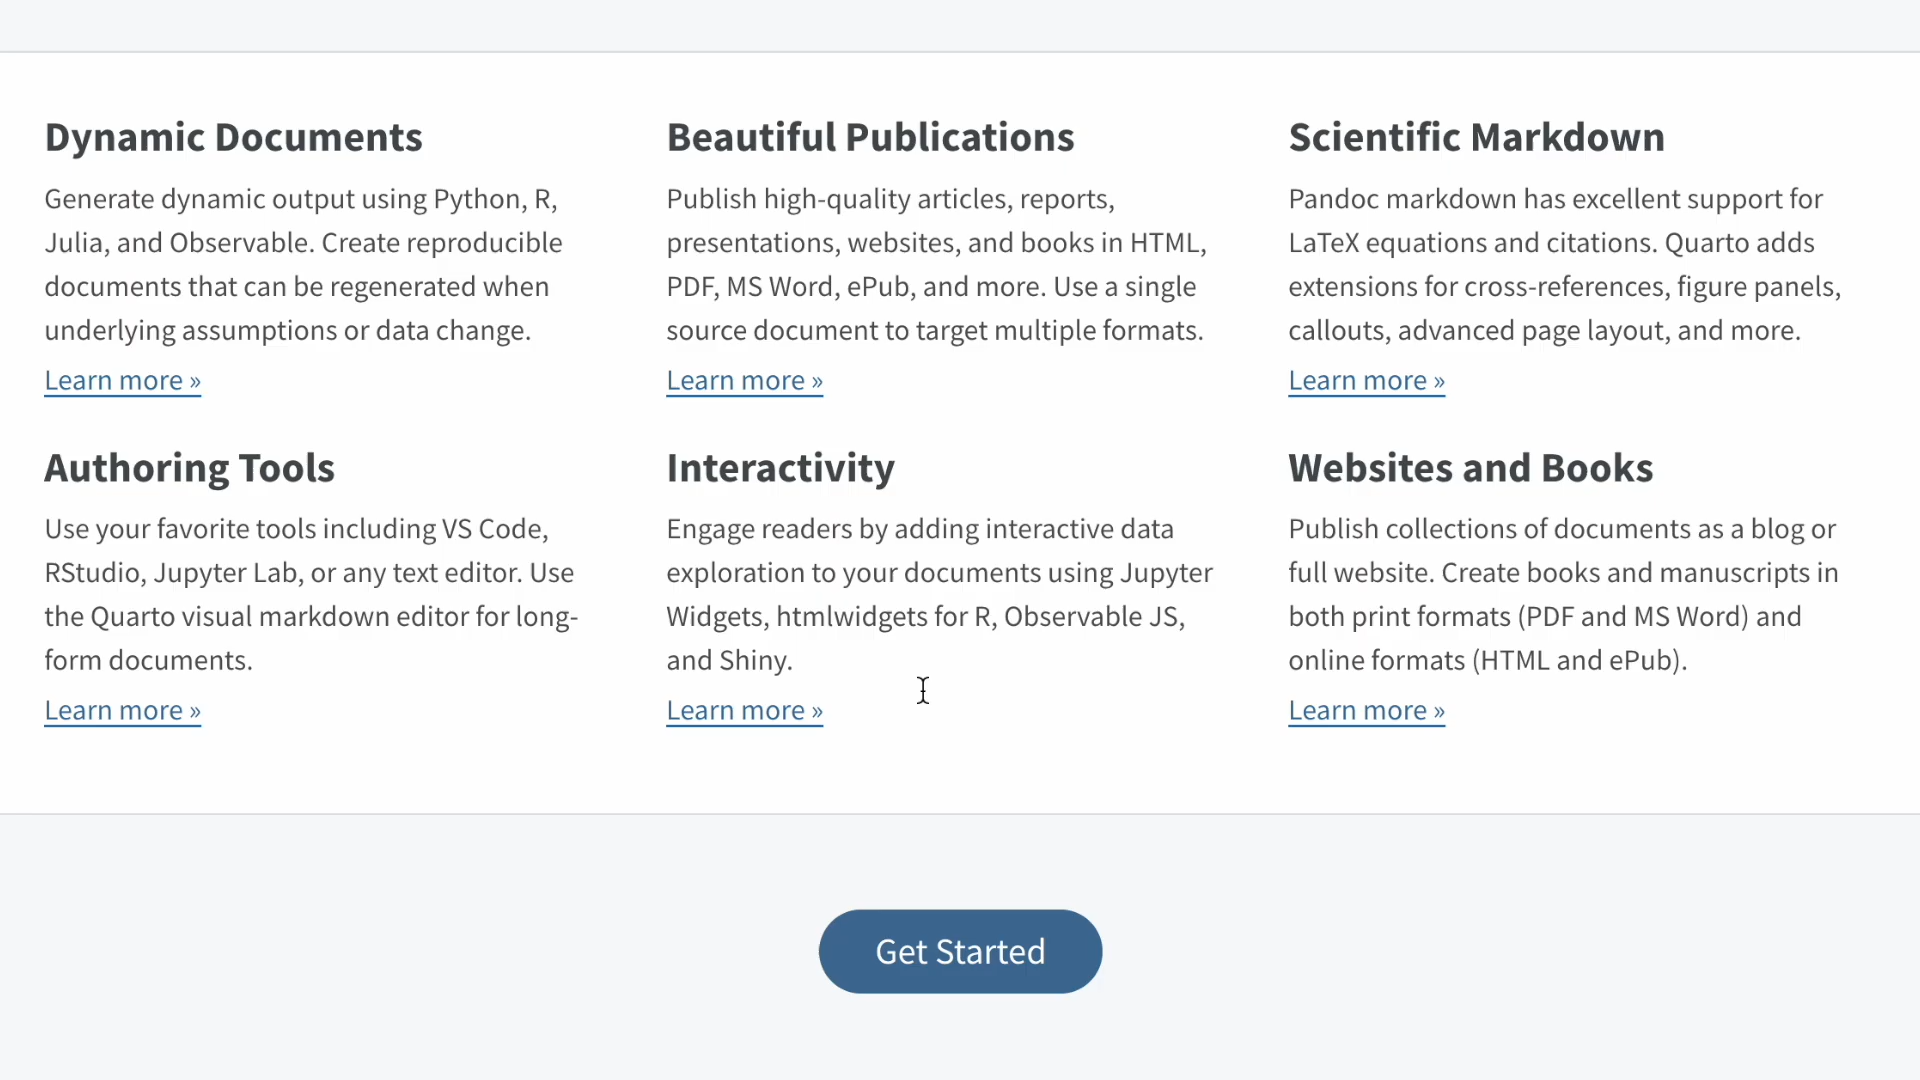 Dynamic Documents
Generate dynamic output using Python, R,
Julia, and Observable. Create reproducible
documents that can be regenerated when
underlying assumptions or data change.
Learn more »
Beautiful Publications
Publish high-quality articles, reports,
presentations, websites, and books in HTML,
PDF, MS Word, ePub, and more. Use a single
source document to target multiple formats.
Learn more »
Scientific Markdown
Pandoc markdown has excellent support for
LaTeX equations and citations. Quarto adds
extensions for cross-references, figure panels,
callouts, advanced page layout, and more.
Learn more »
Authoring Tools
Use your favorite tools including VS Code,
RStudio, Jupyter Lab, or any text editor. Use
the Quarto visual markdown editor for long-
form documents.
Learn more »
Interactivity
Engage readers by adding interactive data
exploration to your documents using Jupyter
Widgets, htmlwidgets for R, Observable JS,
and Shiny.
Learn more »
Websites and Books
Publish collections of documents as a blog or
full website. Create books and manuscripts in
both print formats (PDF and MS Word) and
online formats (HTML and ePub).
Learn more »
Get Started